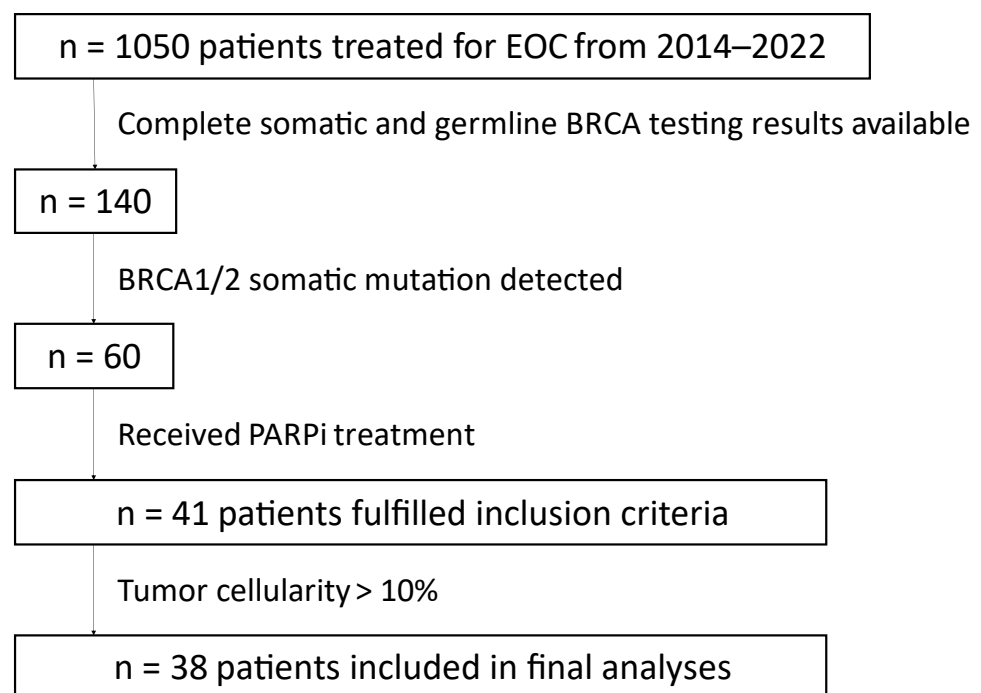 n = 1050 patients treated for EOC from 2014–2022
Complete somatic and germline BRCA testing results available
n = 140
BRCA1/2 somatic mutation detected
n = 60
Received PARPi treatment
n = 41 patients fulfilled inclusion criteria
Tumor cellularity > 10%
n = 38 patients included in final analyses